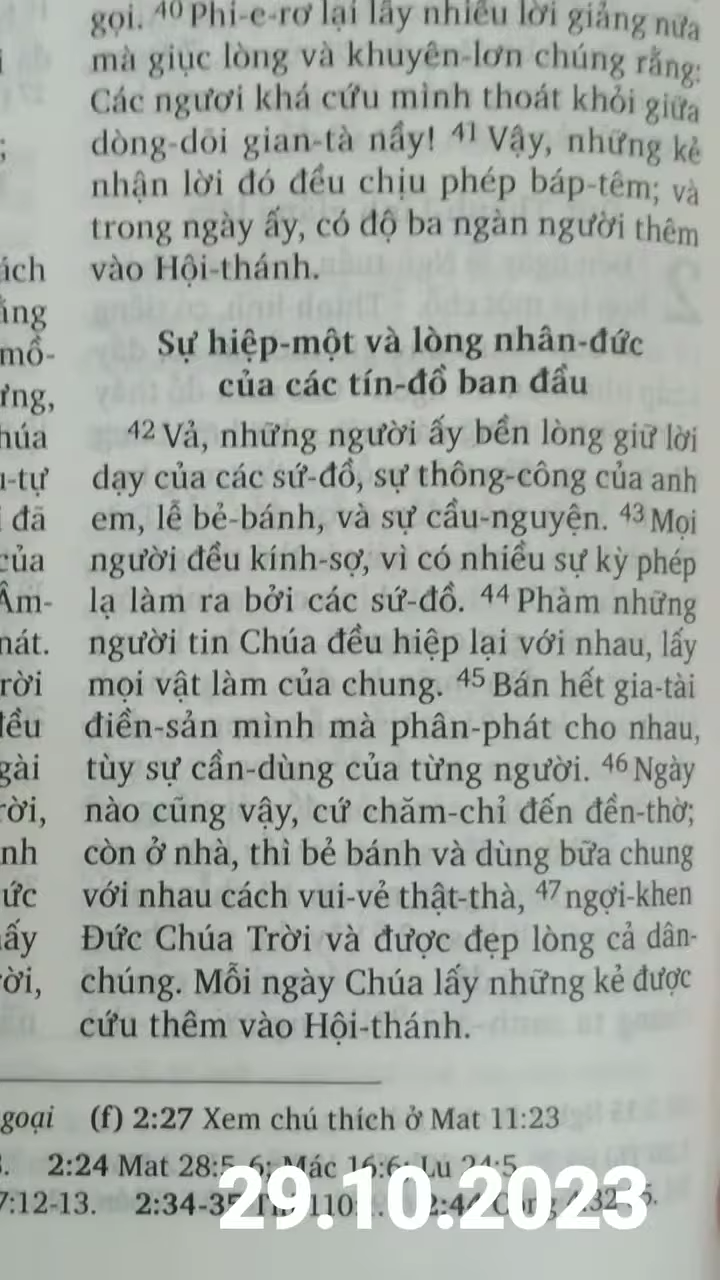 gọi. 40 Phi-e-rơ lại lấy nhiều lời giảng nữa
mà giục lòng và khuyên-lơn chúng rằng:
Các ngươi khá cứu mình thoát khỏi giữa
dòng-dõi gian-tà nầy! 41 Vậy, những kẻ
nhận lời đó đều chịu phép báp-têm; và
trong ngày ấy, có độ ba ngàn người thêm
vào Hội-thánh.
Sự hiệp-một và lòng nhân-đức
của các tín-đồ ban đầu
42 Vả, những người ấy bền lòng giữ lời
dạy của các sứ-đồ, sự thông-công của anh
em, lễ bẻ-bánh, và sự cầu-nguyện. 43 Mọi
người đều kính-sợ, vì có nhiều sự kỳ phép
lạ làm ra bởi các sứ-đồ. 44 Phàm những
người tin Chúa đều hiệp lại với nhau, lấy
mọi vật làm của chung. 45 Bán hết gia-tài
điền-sản mình mà phân-phát cho nhau,
tùy sự cần-dùng của từng người. 46 Ngày
nào cũng vậy, cứ chăm-chỉ đến đền-thờ;
còn ở nhà, thì bẻ bánh và dùng bữa chung
với nhau cách vui-vẻ thật-thà, 47 ngợi-khen
Đức Chúa Trời và được đẹp lòng cả dân-
chúng. Mỗi ngày Chúa lấy những kẻ được
cứu thêm vào Hội-thánh.
goại (f) 2:27 Xem chú thích ở Mat 11:23
2:24 Mat 28:5-6; Mác 16:6; Lu 24:5
7:12-13. 2:34-35
29.10.2023